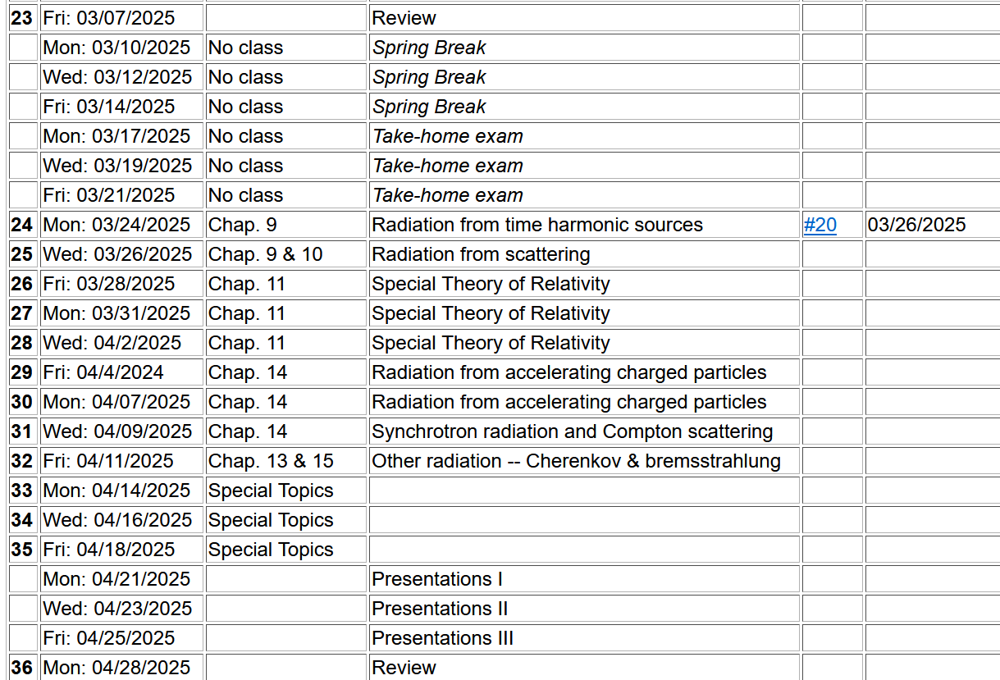 23 Fri: 03/07/2025 Review
Mon: 03/10/2025 No class Spring Break
Wed: 03/12/2025 No class Spring Break
Fri: 03/14/2025 No class Spring Break
Mon: 03/17/2025 No class Take-home exam
Wed: 03/19/2025 No class Take-home exam
Fri: 03/21/2025 No class Take-home exam
24 Mon: 03/24/2025 Chap. 9 Radiation from time harmonic sources #20 03/26/2025
25 Wed: 03/26/2025 Chap. 9 & 10 Radiation from scattering
26 Fri: 03/28/2025 Chap. 11 Special Theory of Relativity
27 Mon: 03/31/2025 Chap. 11 Special Theory of Relativity
28 Wed: 04/2/2025 Chap. 11 Special Theory of Relativity
29 Fri: 04/4/2024 Chap. 14 Radiation from accelerating charged particles
30 Mon: 04/07/2025 Chap. 14 Radiation from accelerating charged particles
31 Wed: 04/09/2025 Chap. 14 Synchrotron radiation and Compton scattering
32 Fri: 04/11/2025 Chap. 13 & 15 Other radiation -- Cherenkov & bremsstrahlung
33 Mon: 04/14/2025 Special Topics
34 Wed: 04/16/2025 Special Topics
35 Fri: 04/18/2025 Special Topics
Mon: 04/21/2025 Presentations I
Wed: 04/23/2025 Presentations II
Fri: 04/25/2025 Presentations III
36 Mon: 04/28/2025 Review